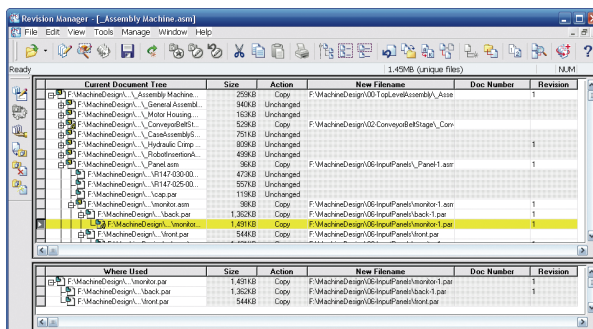 Revision Manager - [_Assembly Machine.asm]
File Edit View Tools Manage Window Help
Ready 1.45MB (unique files) NUM
Current Document Tree Size Action New Filename Doc Number Revision
F:\MachineDesign\...\_Assembly Machine... 259KB Copy F:\MachineDesign\00-TopLevelAssembly\_Asse 1
F:\MachineDesign\...\_General Assembl... 940KB Unchanged
F:\MachineDesign\...\_Motor Housing.... 163KB Unchanged
F:\MachineDesign\...\_ConveyorBeltSt... 529KB Copy F:\MachineDesign\02-ConveyorBeltStage\_Conv
F:\MachineDesign\...\_CaseAssemblyS... 751KB Unchanged
F:\MachineDesign\...\_Hydraulic Crimp ... 809KB Unchanged 1
F:\MachineDesign\...\_RobotInsertionA... 499KB Unchanged
F:\MachineDesign\...\_Panel.asm 96KB Copy F:\MachineDesign\06-InputPanels\_Panel-1.asm 1
F:\MachineDesign\...\R147-030-00... 473KB Unchanged
F:\MachineDesign\...\R147-025-00... 557KB Unchanged
F:\MachineDesign\...\cap.par 119KB Unchanged
F:\MachineDesign\...\monitor.asm 98KB Copy F:\MachineDesign\06-InputPanels\monitor-1.asm 1
F:\MachineDesign\...\back.par 1,362KB Copy F:\MachineDesign\06-InputPanels\back-1.par 1
F:\MachineDesign\...\monitor... 1,491KB Copy F:\MachineDesign\06-InputPanels\monitor-1.par 1
F:\MachineDesign\...\front.par 544KB Copy F:\MachineDesign\06-InputPanels\front.par
Where Used Size Action New Filename Doc Number Revision
F:\MachineDesign\...\monitor.par 1,491KB Copy F:\MachineDesign\06-InputPanels\monitor-1.par 1
F:\MachineDesign\...\back.par 1,362KB Copy F:\MachineDesign\06-InputPanels\back-1.par 1
F:\MachineDesign\...\front.par 544KB Copy F:\MachineDesign\06-InputPanels\front.par